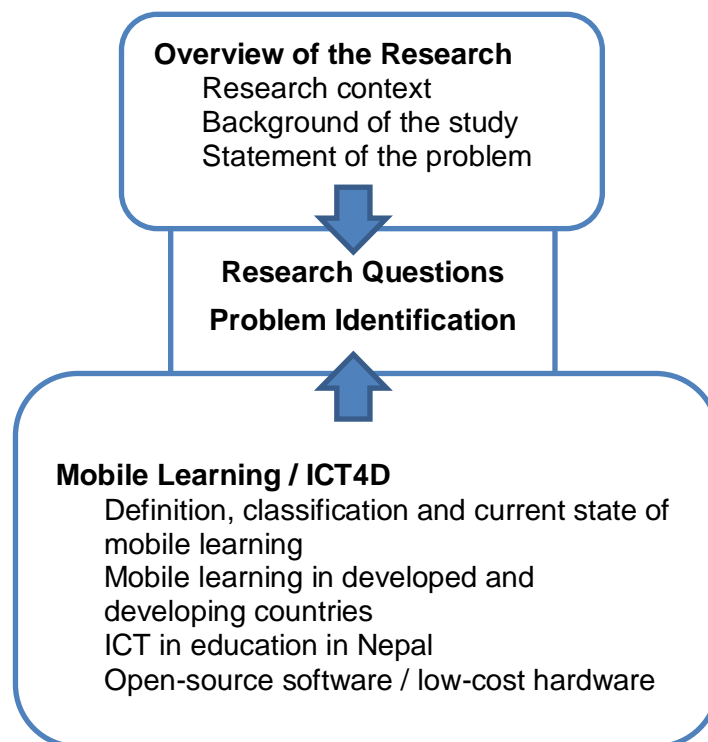 Overview of the Research
Research context
Background of the study
Statement of the problem
Research Questions
Problem Identification
Mobile Learning / ICT4D
Definition, classification and current state of
mobile learning
Mobile learning in developed and
developing countries
ICT in education in Nepal
Open-source software / low-cost hardware